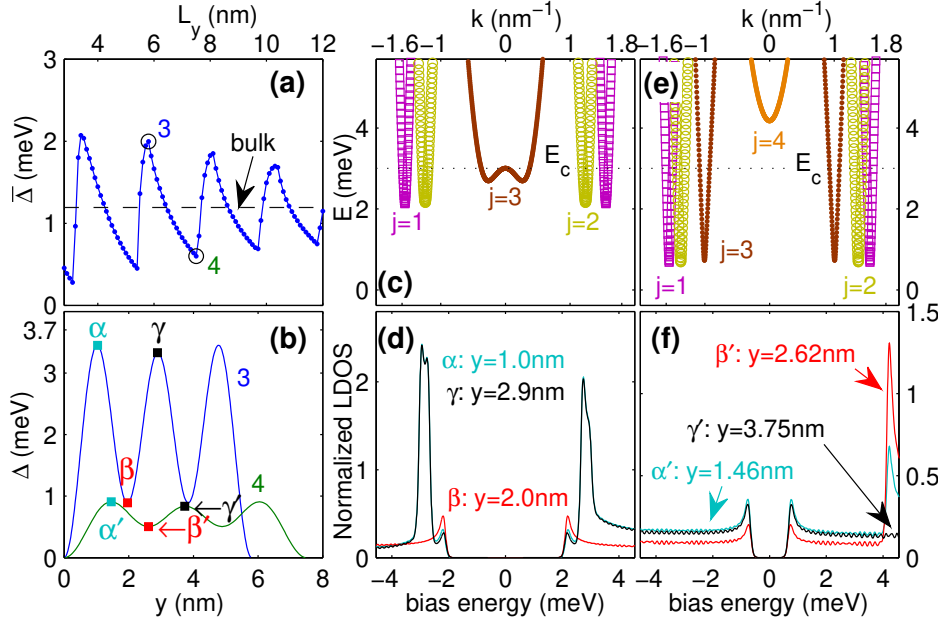 L_y (nm)
4 6 8 10 12
k (nm⁻¹)
−1.6 −1 0 1 1.8
k (nm⁻¹)
−1.6 −1 0 1 1.8
(a)
3
2
1
0
Δ̅ (meV)
3
bulk
4
(c)
E (meV)
4
2
0
E_c
j=3
j=1
j=2
(e)
j=4
E_c
j=3
j=1
j=2
4
2
0
(b)
3.7
3
2
1
0
Δ (meV)
α
γ
3
β
4
α′
β′
γ′
0 2 4 6 8
y (nm)
(d)
Normalized LDOS
2
1
0
α: y=1.0nm
γ: y=2.9nm
β: y=2.0nm
−4 −2 0 2 4
bias energy (meV)
(f)
β′: y=2.62nm
γ′: y=3.75nm
α′: y=1.46nm
1.5
1
0.5
0
−4 −2 0 2 4
bias energy (meV)